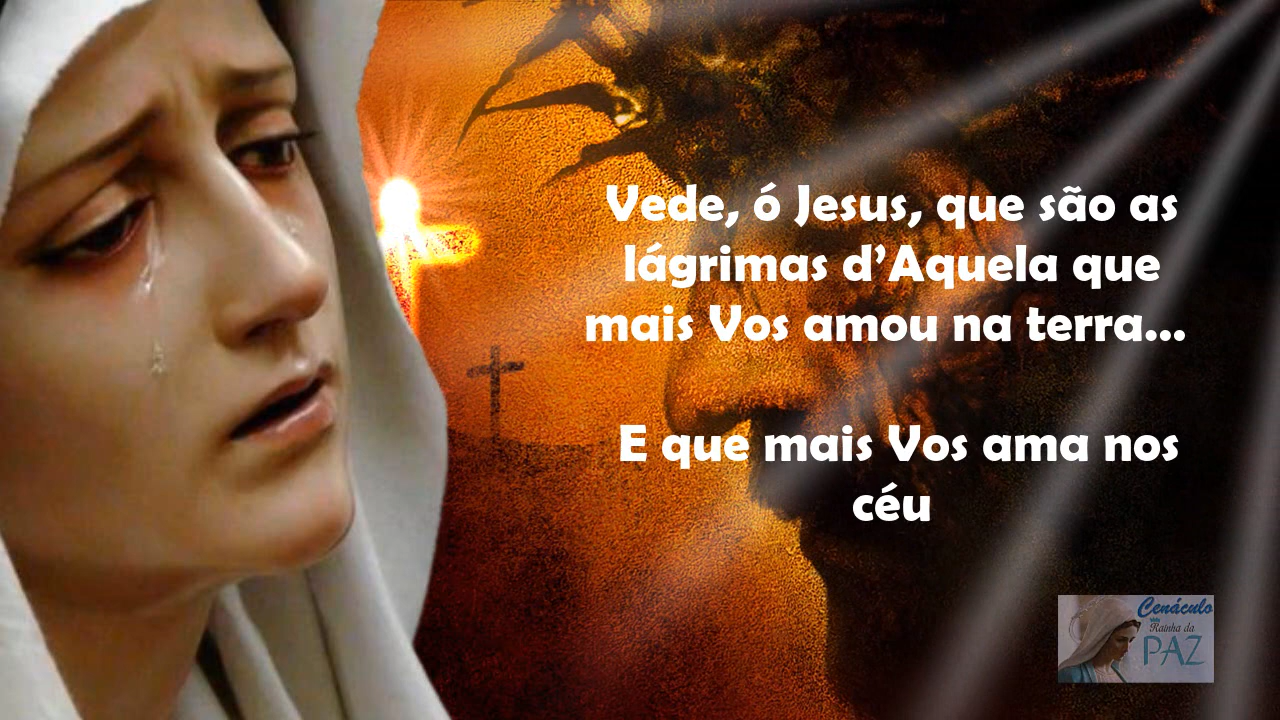 Vede, ó Jesus, que são as
lágrimas d’Aquela que
mais Vos amou na terra...
E que mais Vos ama nos
céu
Cenáculo
Rainha da
PAZ